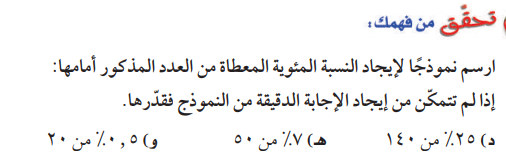 تحقّق من فهمك:
ارسم نموذجًا لإيجاد النسبة المئوية المعطاة من العدد المذكور أمامها:
إذا لم تتمكّن من إيجاد الإجابة الدقيقة من النموذج فقدّرها.
د) ٢٥٪ من ١٤٠ هـ) ٧٪ من ٥٠ و) ٠,٥٪ من ٢٠